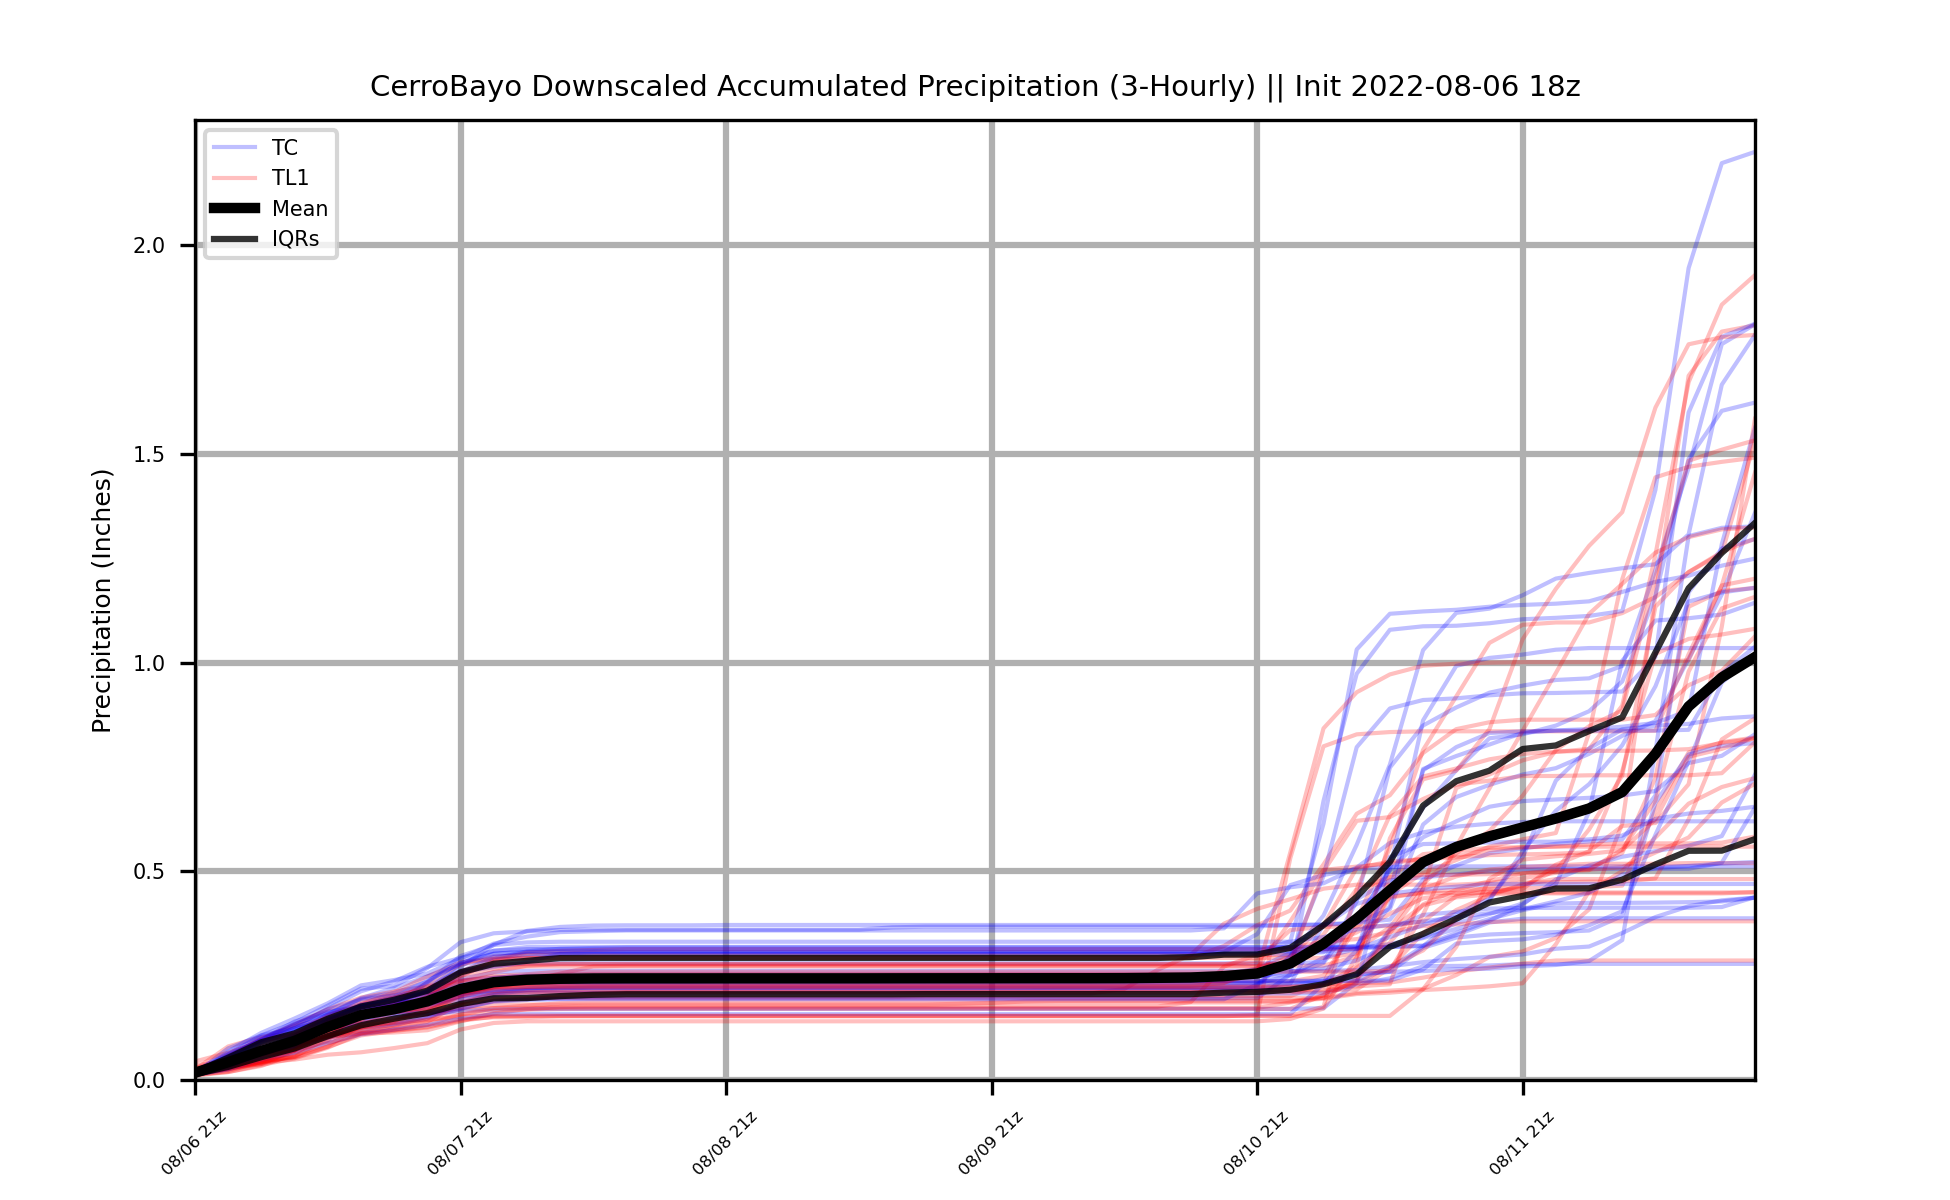 CerroBayo Downscaled Accumulated Precipitation (3-Hourly) || Init 2022-08-06 18z
TC
TL1
Mean
IQRs
Precipitation (Inches)
2.0
1.5
1.0
0.5
0.0
08/06 21z
08/07 21z
08/08 21z
08/09 21z
08/10 21z
08/11 21z